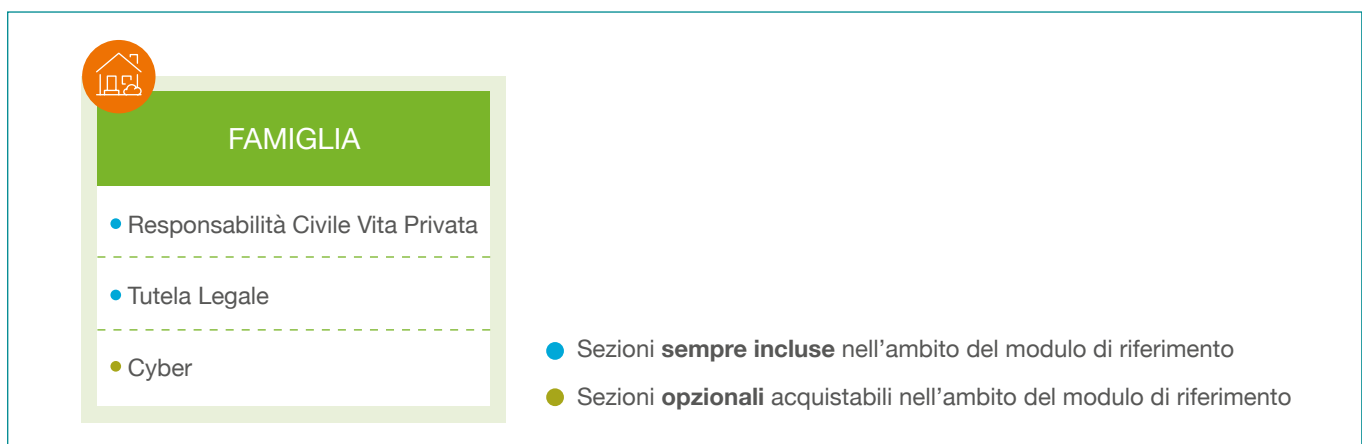 FAMIGLIA
Responsabilità Civile Vita Privata
Tutela Legale
Cyber
Sezioni sempre incluse nell’ambito del modulo di riferimento
Sezioni opzionali acquistabili nell’ambito del modulo di riferimento